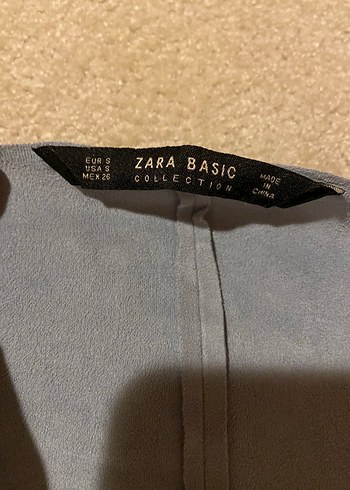 EUR S
USA S
MEX 26
ZARA BASIC
COLLECTION
MADE
IN
CHINA